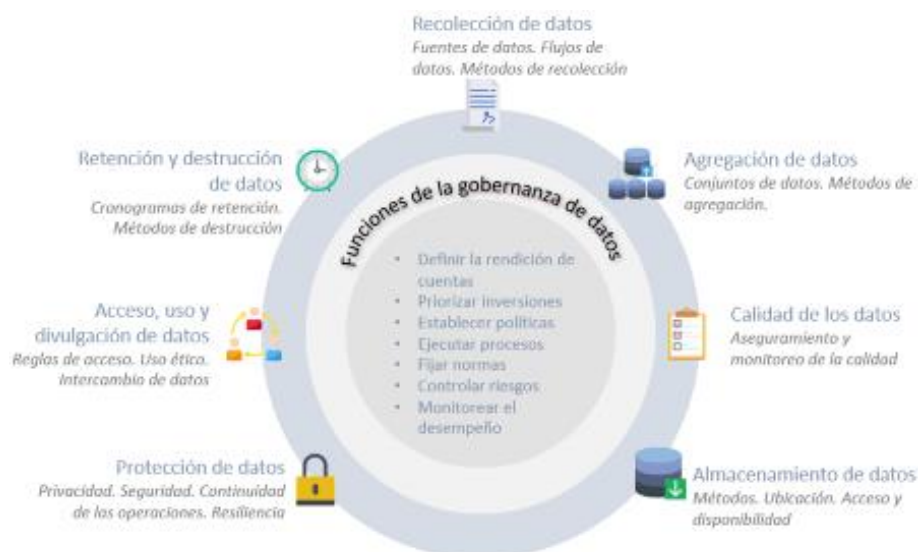 Recolección de datos
Fuentes de datos. Flujos de
datos. Métodos de recolección
Agregación de datos
Conjuntos de datos. Métodos de
agregación.
Calidad de los datos
Aseguramiento y
monitoreo de la calidad
Almacenamiento de datos
Métodos. Ubicación. Acceso y
disponibilidad
Protección de datos
Privacidad. Seguridad. Continuidad
de las operaciones. Resiliencia
Acceso, uso y
divulgación de datos
Reglas de acceso. Uso ético.
Intercambio de datos
Retención y destrucción
de datos
Cronogramas de retención.
Métodos de destrucción
Funciones de la gobernanza de datos
• Definir la rendición de
cuentas
• Priorizar inversiones
• Establecer políticas
• Ejecutar procesos
• Fijar normas
• Controlar riesgos
• Monitorear el
desempeño